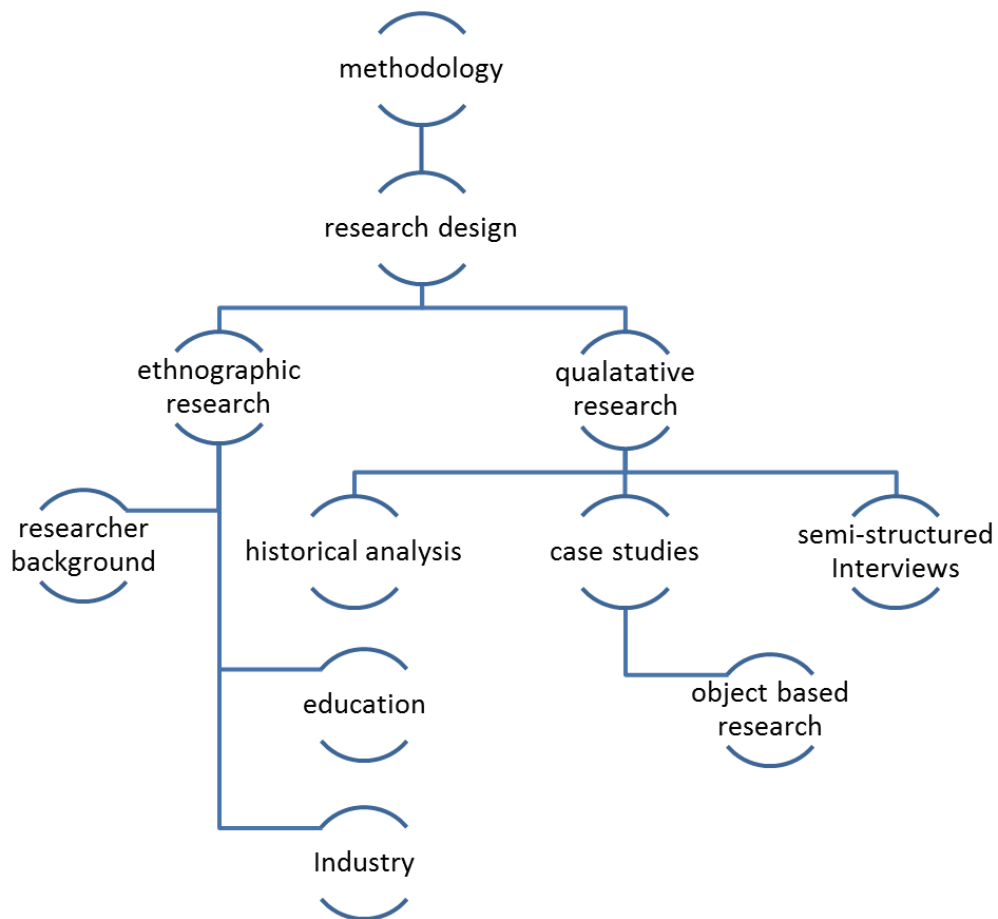 methodology
research design
ethnographic
research
qualatative
research
researcher
background
historical analysis
case studies
semi-structured
Interviews
education
object based
research
Industry